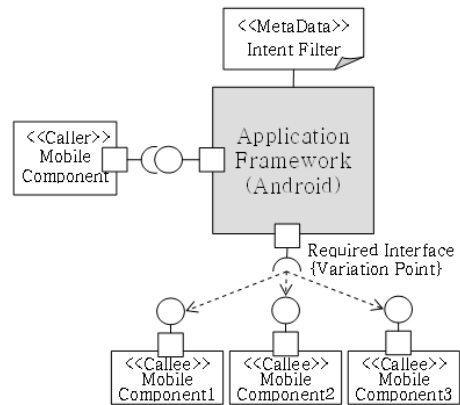 <<MetaData>>
Intent Filter
<<Caller>>
Mobile
Component
Application
Framework
(Android)
Required Interface
{Variation Point}
<<Callee>>
Mobile
Component1
<<Callee>>
Mobile
Component2
<<Callee>>
Mobile
Component3